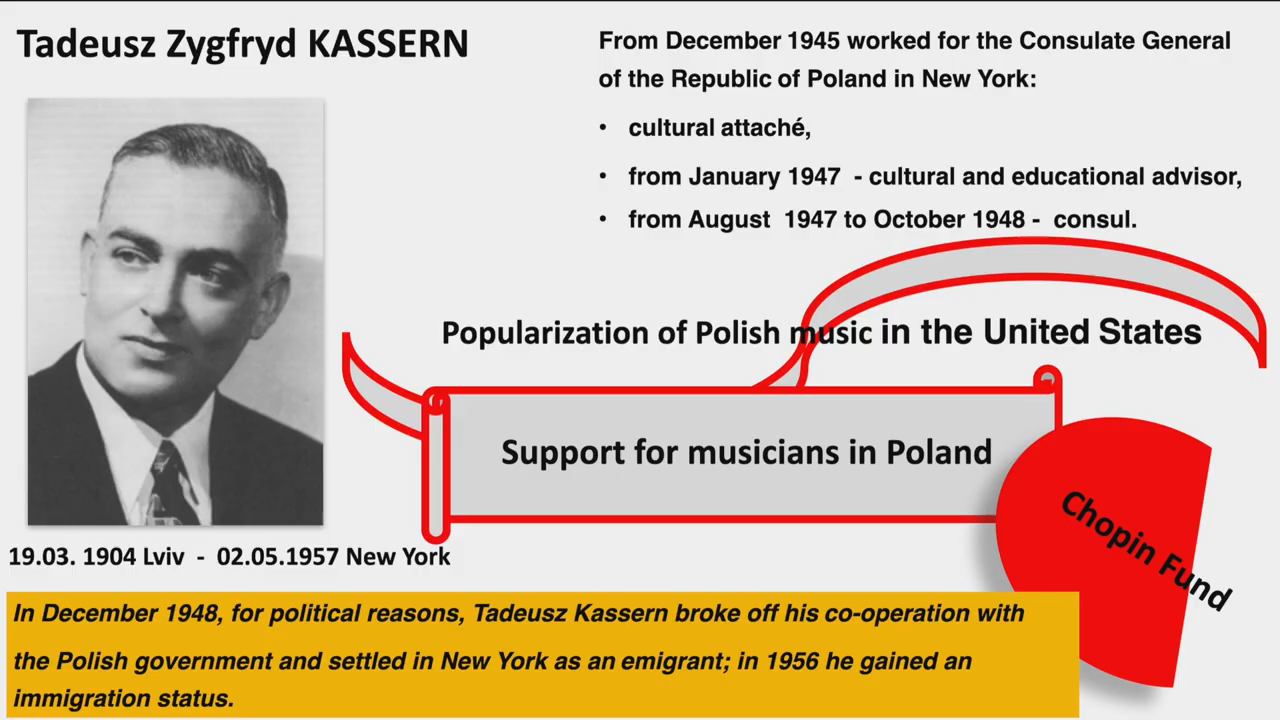 Tadeusz Zygfryd KASSERN
From December 1945 worked for the Consulate General
of the Republic of Poland in New York:
• cultural attaché,
• from January 1947 - cultural and educational advisor,
• from August 1947 to October 1948 - consul.
Popularization of Polish music in the United States
Support for musicians in Poland
Chopin Fund
19.03. 1904 Lviv - 02.05.1957 New York
In December 1948, for political reasons, Tadeusz Kassern broke off his co-operation with
the Polish government and settled in New York as an emigrant; in 1956 he gained an
immigration status.